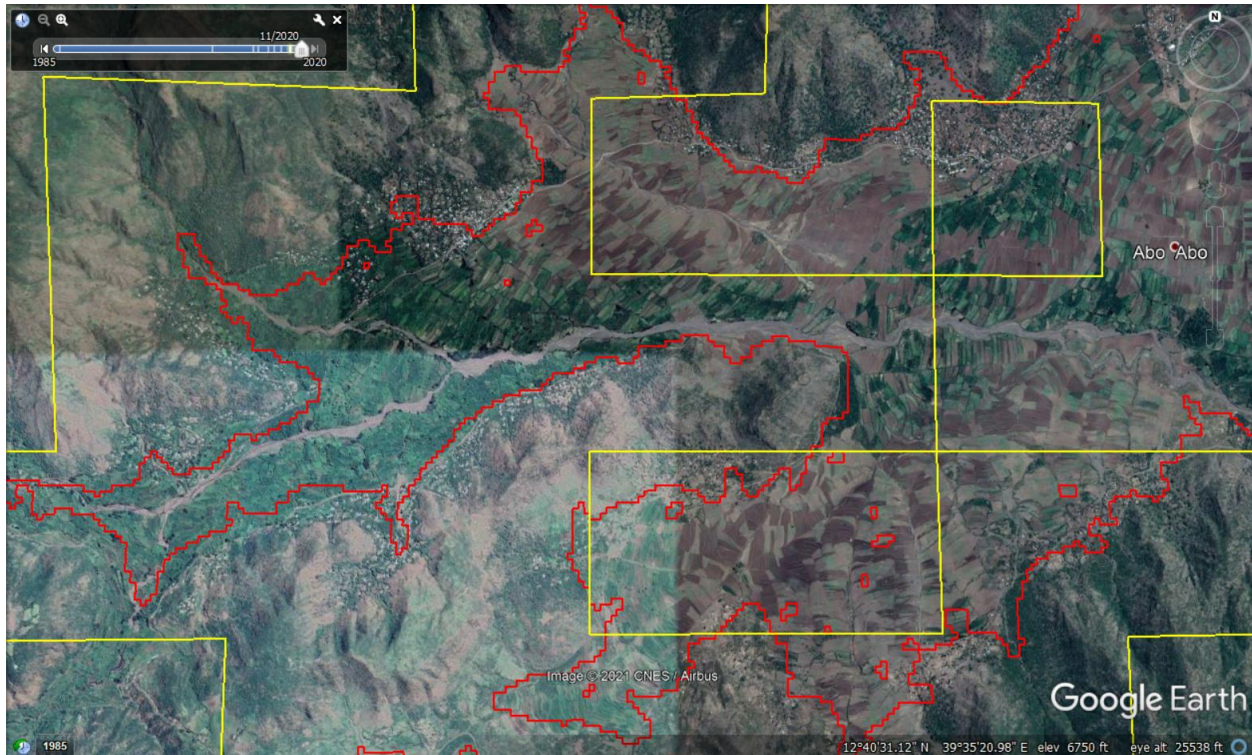 N
11/2020
1985
2020
Abo Abo
Image © 2021 CNES / Airbus
Google Earth
1985
12°40'31.12" N 39°35'20.98" E elev 6750 ft eye alt 25538 ft